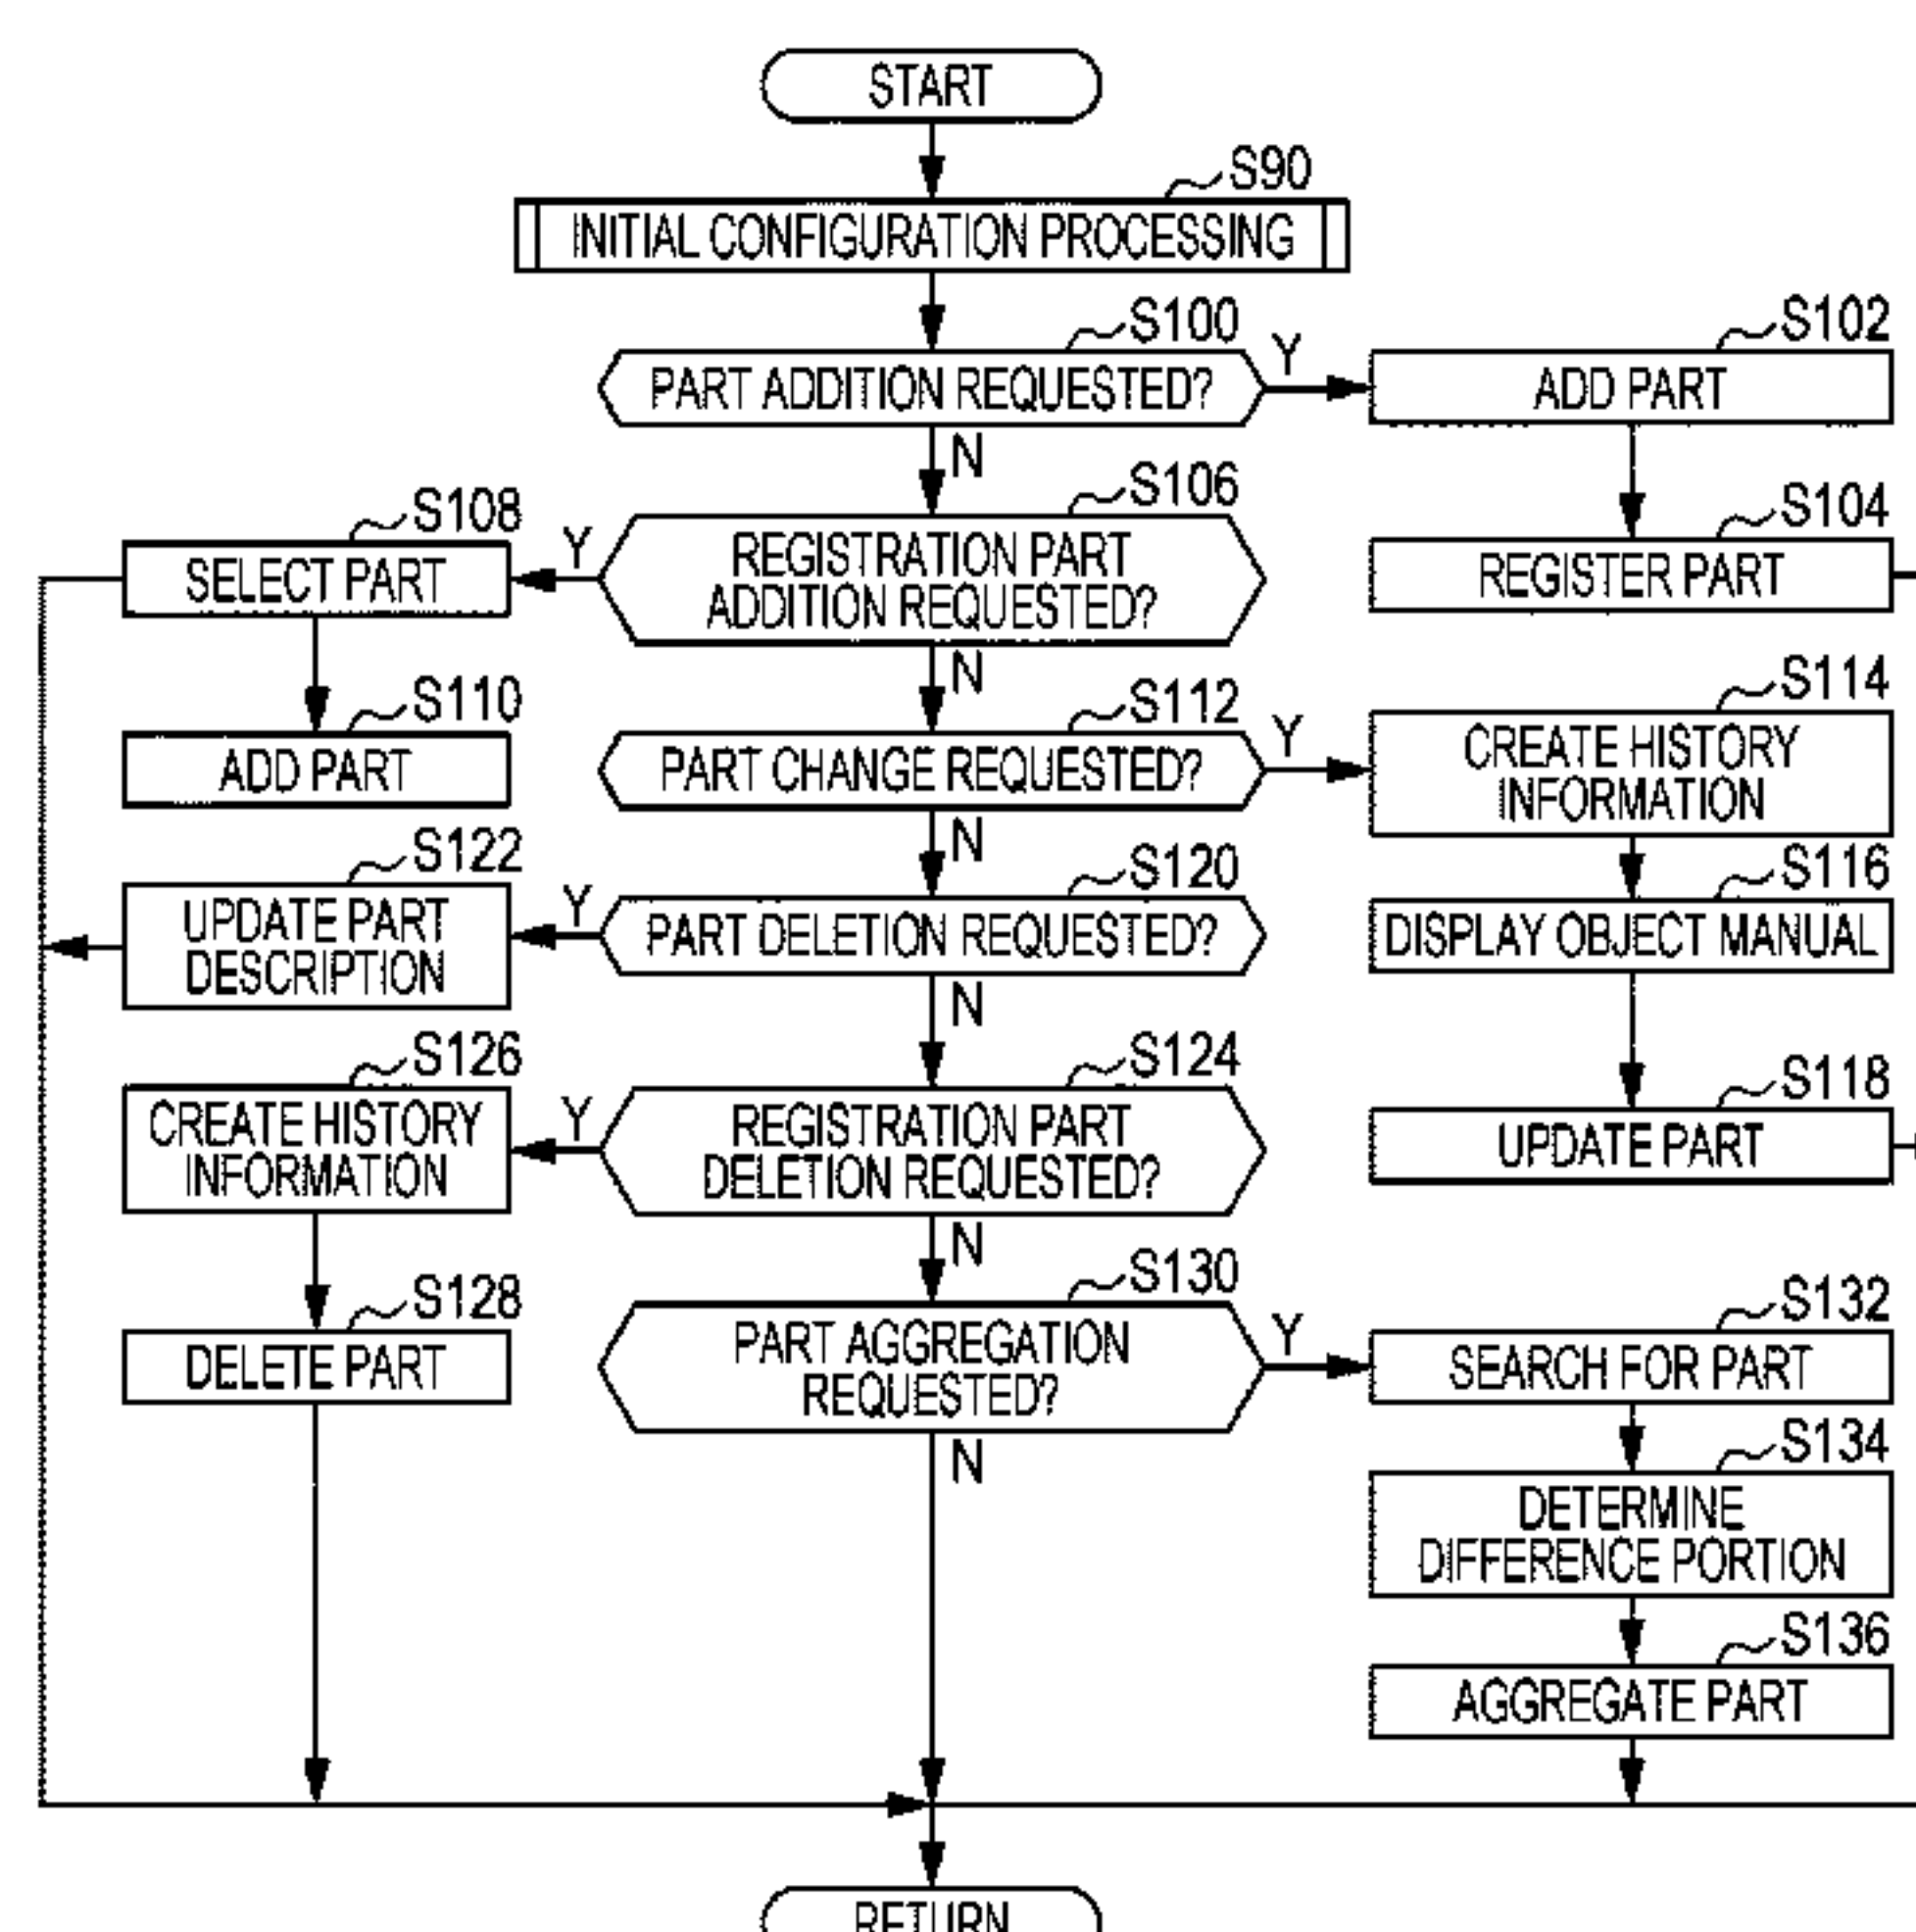 START
S90
INITIAL CONFIGURATION PROCESSING
S100
PART ADDITION REQUESTED?
Y
N
S102
ADD PART
S104
REGISTER PART
S106
REGISTRATION PART
ADDITION REQUESTED?
Y
N
S108
SELECT PART
S110
ADD PART
S112
PART CHANGE REQUESTED?
Y
N
S114
CREATE HISTORY
INFORMATION
S116
DISPLAY OBJECT MANUAL
S118
UPDATE PART
S120
PART DELETION REQUESTED?
Y
N
S122
UPDATE PART
DESCRIPTION
S124
REGISTRATION PART
DELETION REQUESTED?
Y
N
S126
CREATE HISTORY
INFORMATION
S128
DELETE PART
S130
PART AGGREGATION
REQUESTED?
Y
N
S132
SEARCH FOR PART
S134
DETERMINE
DIFFERENCE PORTION
S136
AGGREGATE PART
RETURN